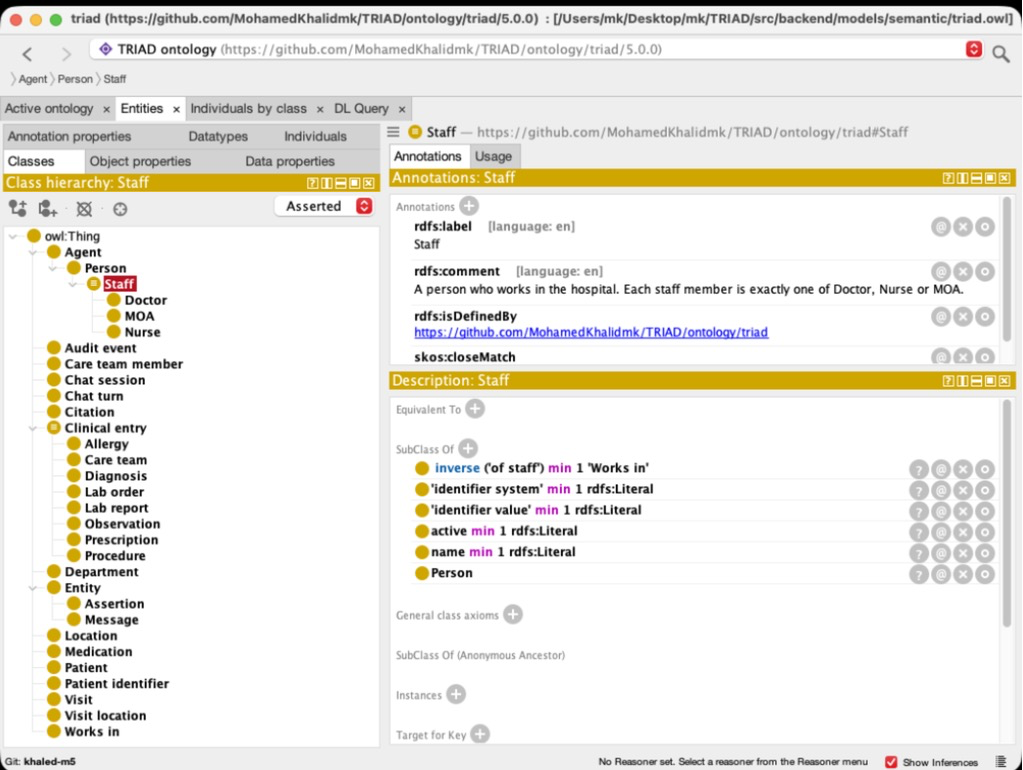 triad (https://github.com/MohamedKhalidmk/TRIAD/ontology/triad/5.0.0) : [/Users/mk/Desktop/mk/TRIAD/src/backend/models/semantic/triad.owl]
TRIAD ontology (https://github.com/MohamedKhalidmk/TRIAD/ontology/triad/5.0.0)
Agent Person Staff
Active ontology × Entities × Individuals by class × DL Query ×
Annotation properties Datatypes Individuals
Classes Object properties Data properties
Class hierarchy: Staff
Asserted
owl:Thing
Agent
Person
Staff
Doctor
MOA
Nurse
Audit event
Care team member
Chat session
Chat turn
Citation
Clinical entry
Allergy
Care team
Diagnosis
Lab order
Lab report
Observation
Prescription
Procedure
Department
Entity
Assertion
Message
Location
Medication
Patient
Patient identifier
Visit
Visit location
Works in
Staff — https://github.com/MohamedKhalidmk/TRIAD/ontology/triad#Staff
Annotations Usage
Annotations: Staff
Annotations
rdfs:label [language: en]
Staff
rdfs:comment [language: en]
A person who works in the hospital. Each staff member is exactly one of Doctor, Nurse or MOA.
rdfs:isDefinedBy
https://github.com/MohamedKhalidmk/TRIAD/ontology/triad
skos:closeMatch
Description: Staff
Equivalent To
SubClass Of
inverse ('of staff') min 1 'Works in'
'identifier system' min 1 rdfs:Literal
'identifier value' min 1 rdfs:Literal
active min 1 rdfs:Literal
name min 1 rdfs:Literal
Person
General class axioms
SubClass Of (Anonymous Ancestor)
Instances
Target for Key
Git: khaled-m5
No Reasoner set. Select a reasoner from the Reasoner menu Show Inferences